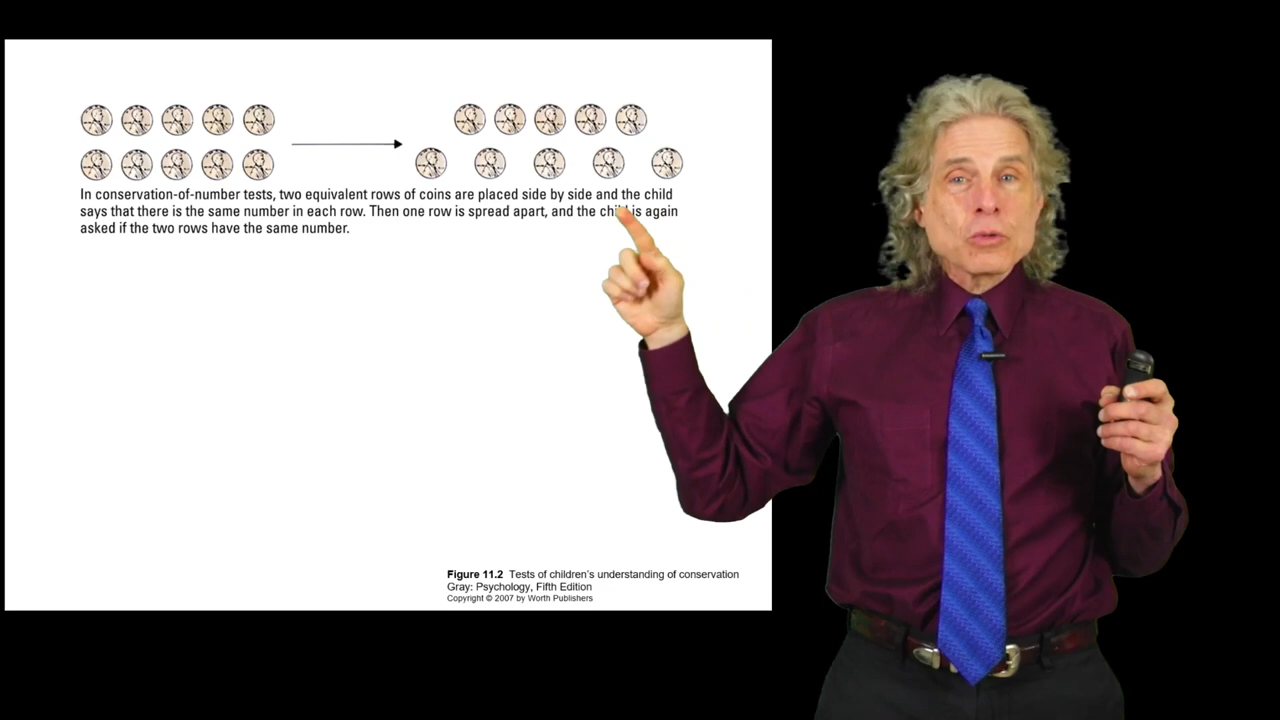 In conservation-of-number tests, two equivalent rows of coins are placed side by side and the child
says that there is the same number in each row. Then one row is spread apart, and the child is again
asked if the two rows have the same number.
Figure 11.2 Tests of children's understanding of conservation
Gray: Psychology, Fifth Edition
Copyright © 2007 by Worth Publishers